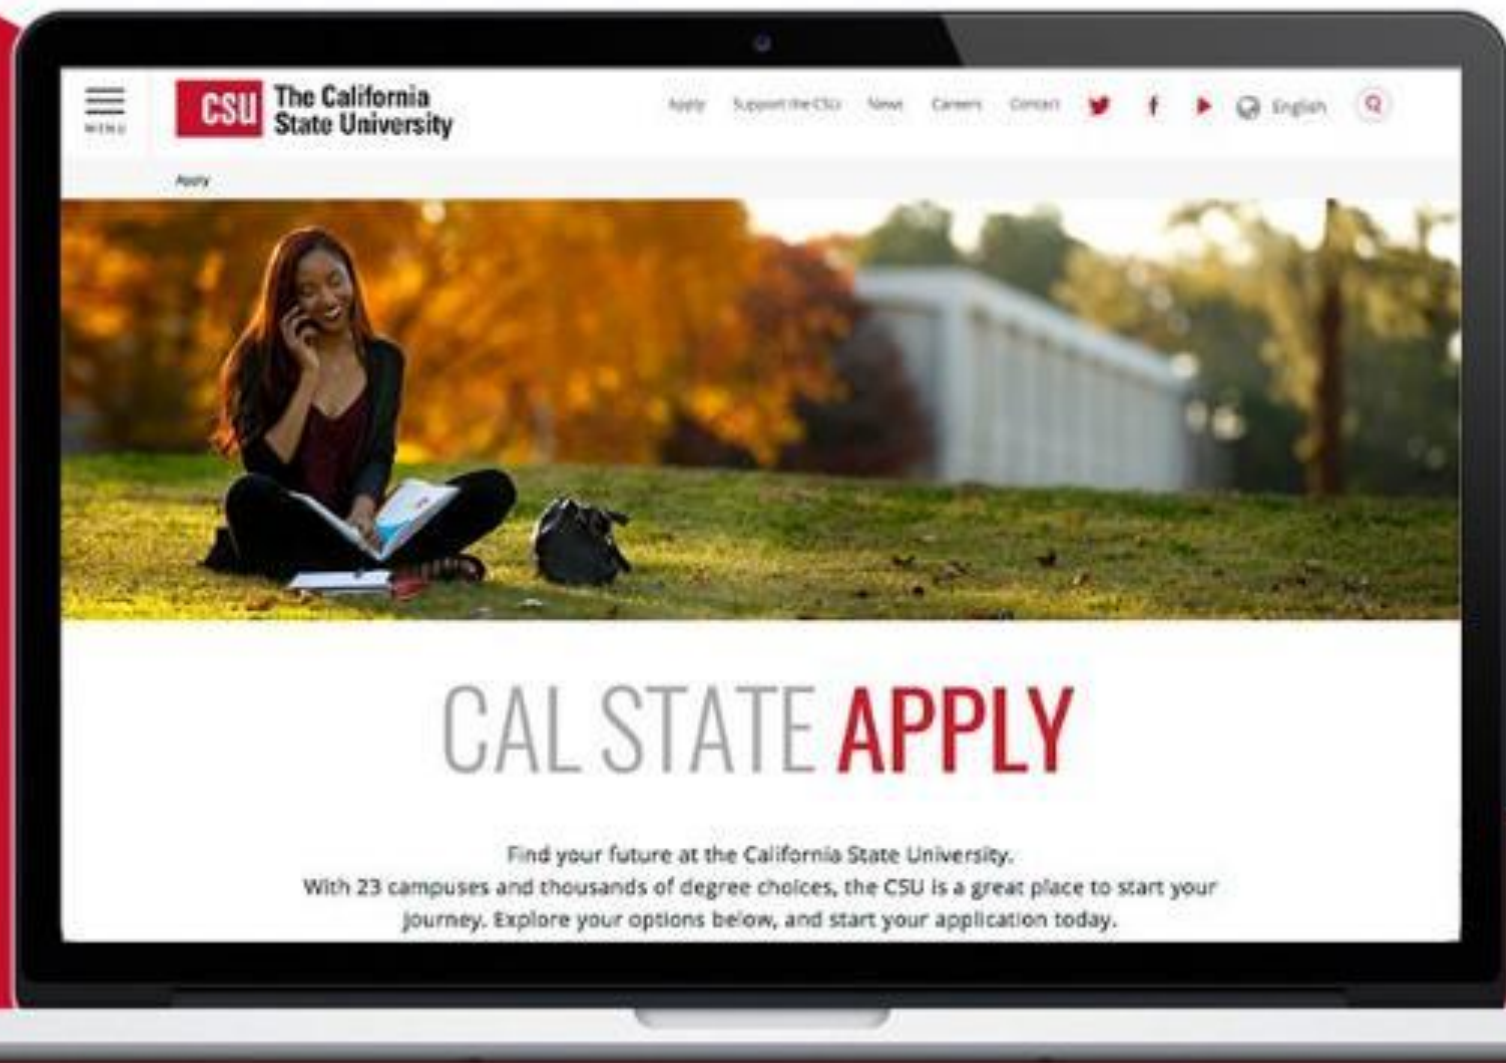 MENU
CSU The California
State University
Apply Support the CSU News Careers Contact English
Apply
CAL STATE APPLY
Find your future at the California State University.
With 23 campuses and thousands of degree choices, the CSU is a great place to start your
journey. Explore your options below, and start your application today.